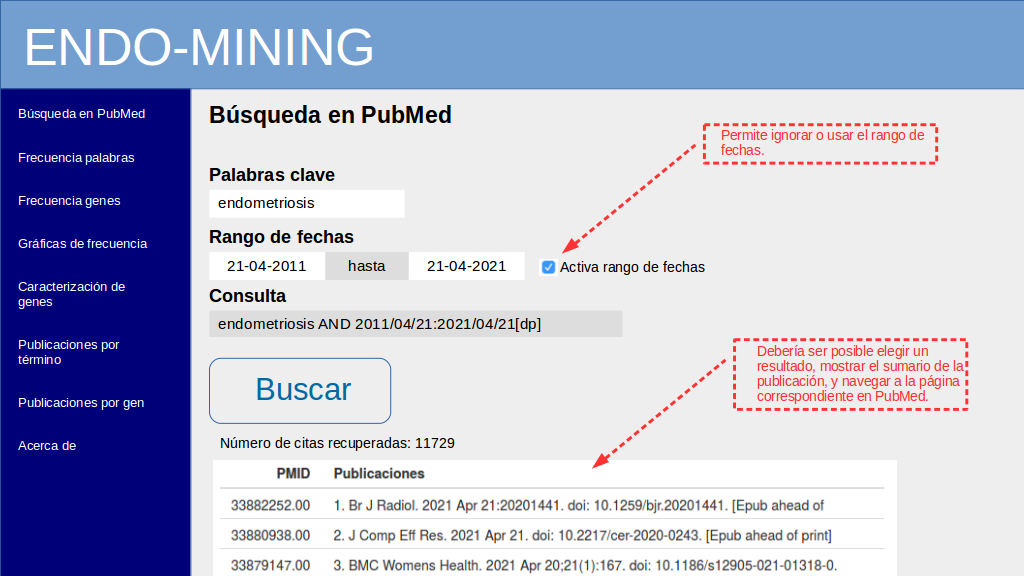 ENDO-MINING
Búsqueda en PubMed
Frecuencia palabras
Frecuencia genes
Gráficas de frecuencia
Caracterización de
genes
Publicaciones por
término
Publicaciones por gen
Acerca de
Búsqueda en PubMed
Permite ignorar o usar el rango de
fechas.
Palabras clave
endometriosis
Rango de fechas
21-04-2011 hasta 21-04-2021 Activa rango de fechas
Consulta
endometriosis AND 2011/04/21:2021/04/21[dp]
Debería ser posible elegir un
resultado, mostrar el sumario de la
publicación, y navegar a la página
correspondiente en PubMed.
Buscar
Número de citas recuperadas: 11729
PMID Publicaciones
33882252.00 1. Br J Radiol. 2021 Apr 21:20201441. doi: 10.1259/bjr.20201441. [Epub ahead of
33880938.00 2. J Comp Eff Res. 2021 Apr 21. doi: 10.2217/cer-2020-0243. [Epub ahead of print]
33879147.00 3. BMC Womens Health. 2021 Apr 20;21(1):167. doi: 10.1186/s12905-021-01318-0.